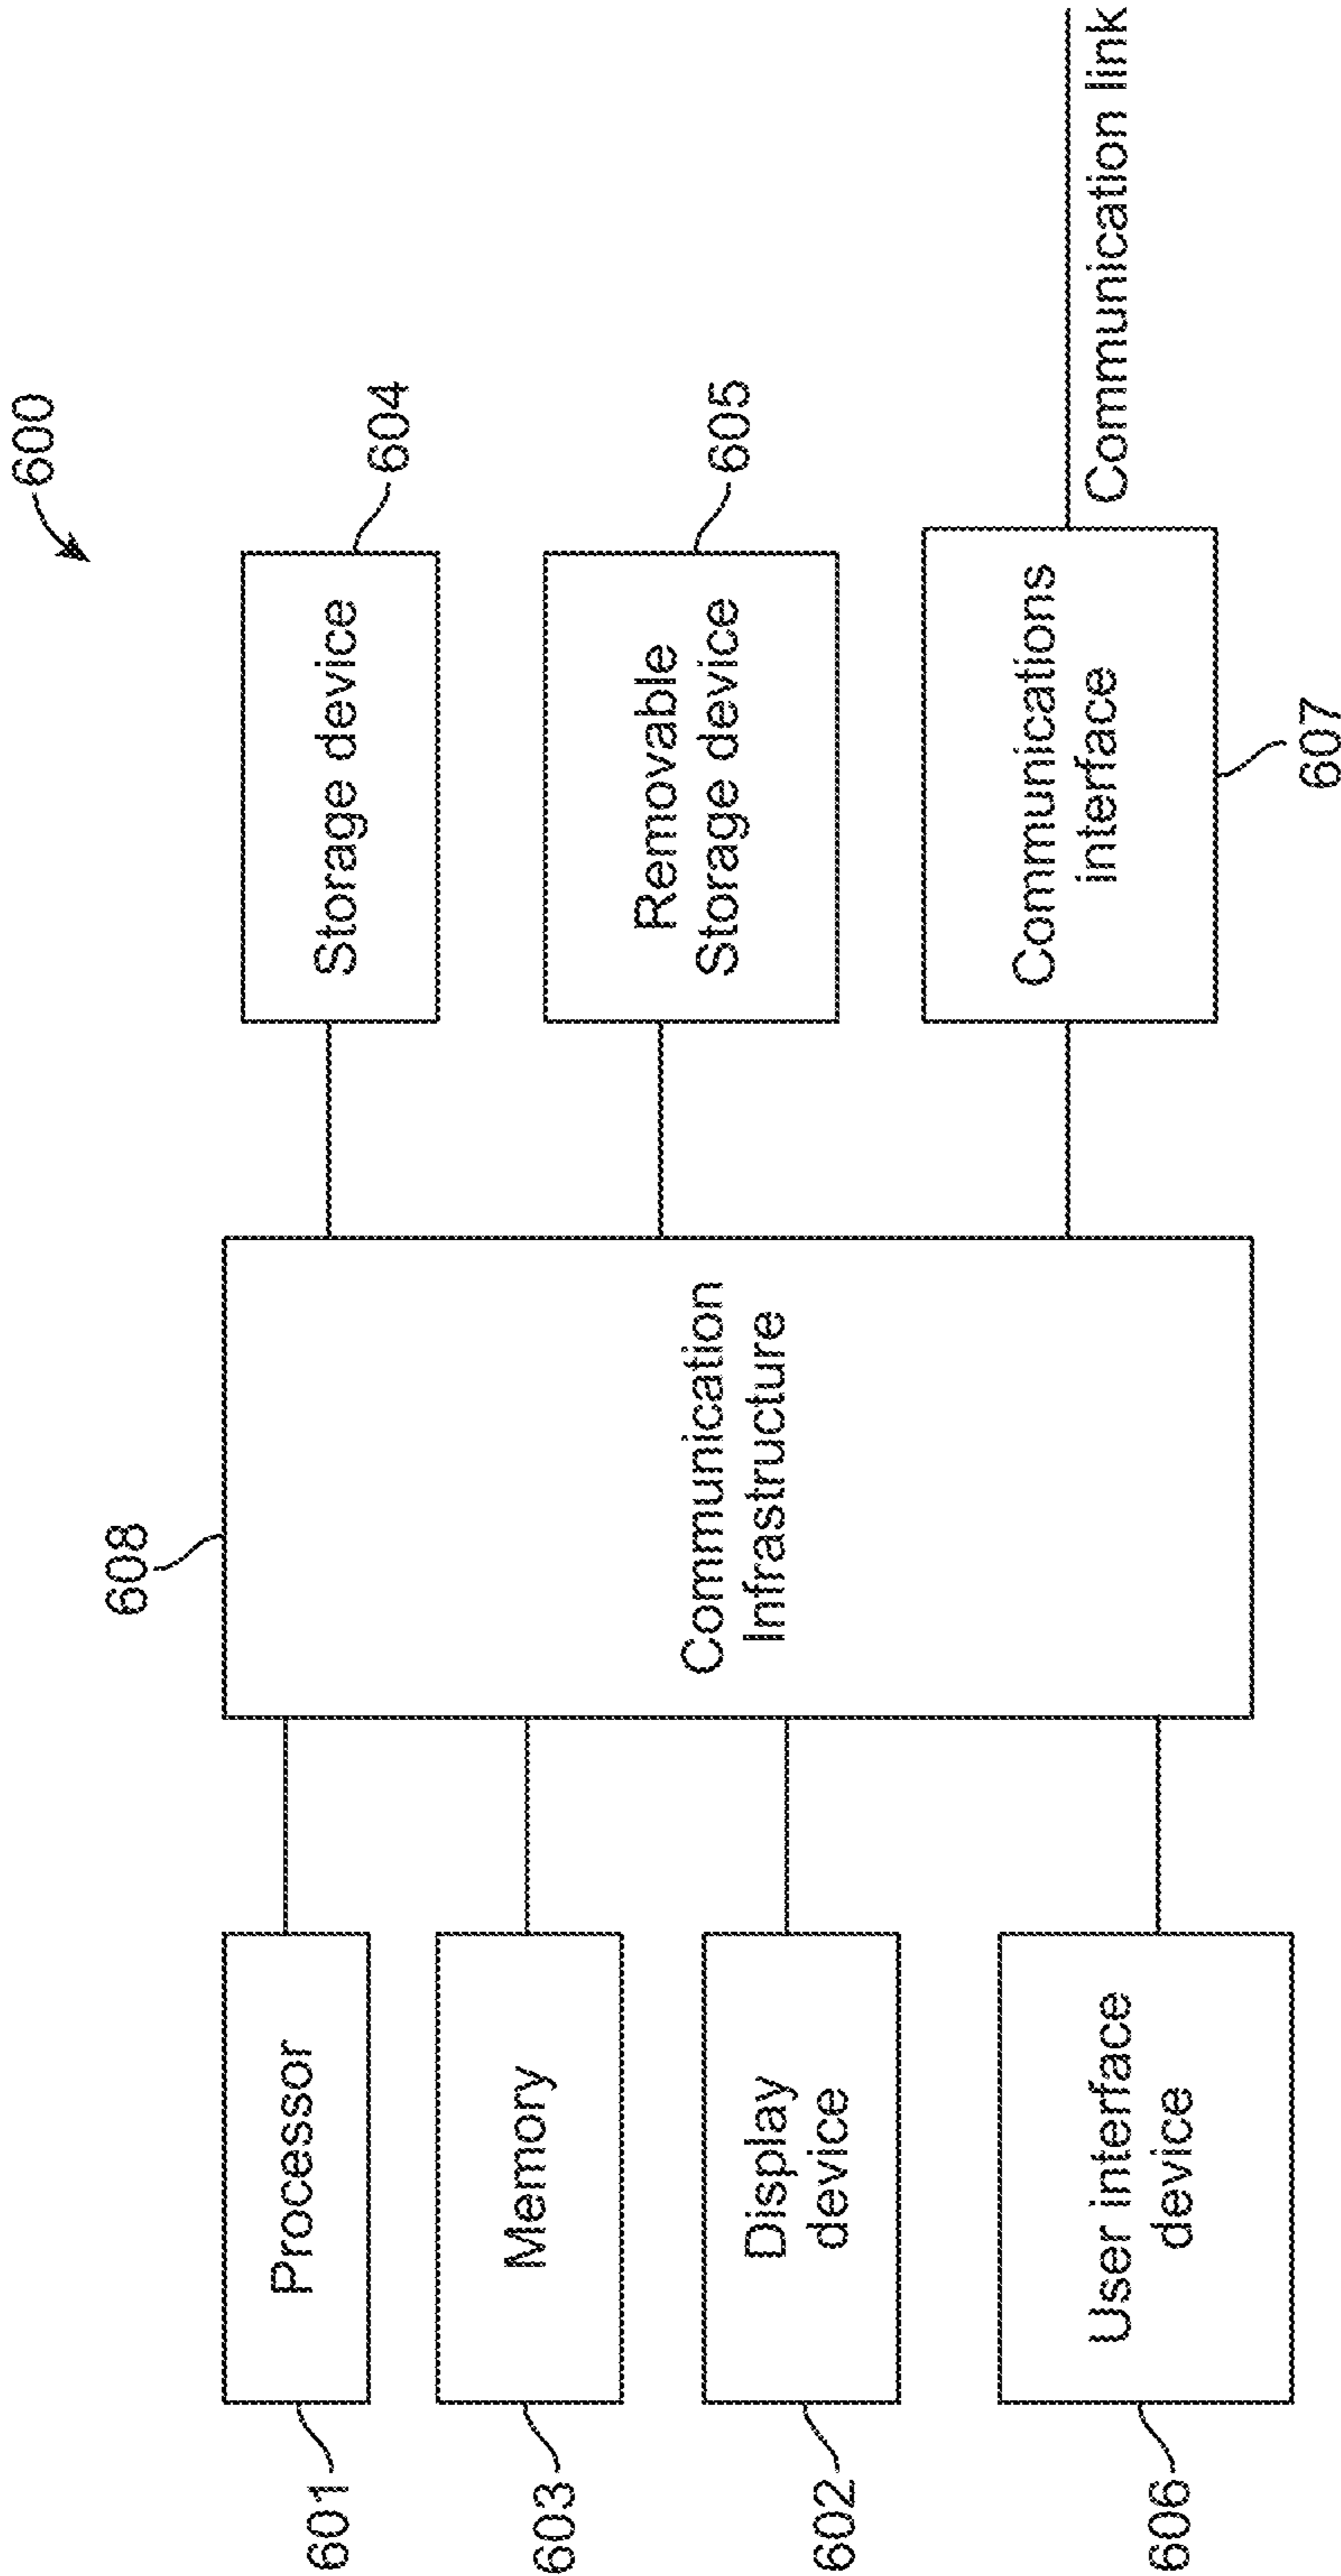 600
608
601
Processor
603
Memory
602
Display
device
606
User interface
device
Communication
Infrastructure
Storage device
604
Removable
Storage device
605
Communications
interface
607
Communication link